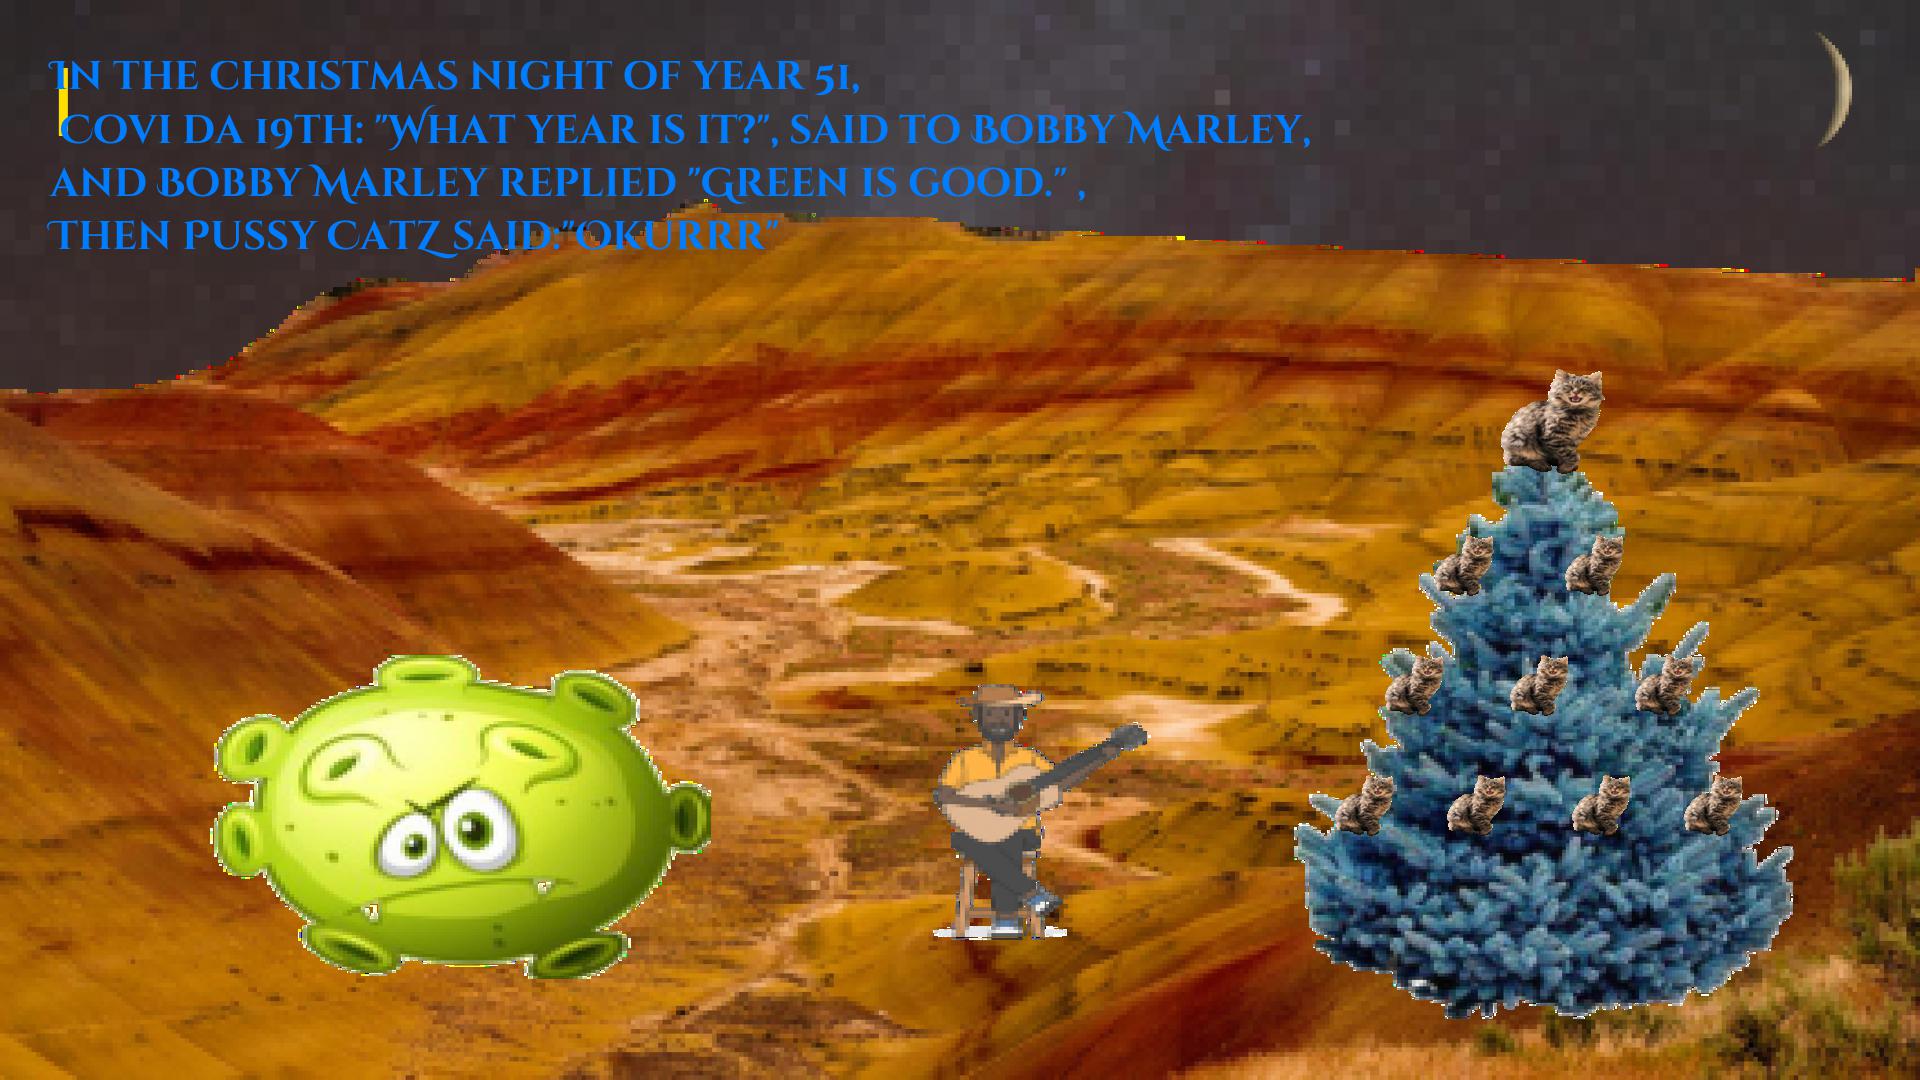 In the Christmas night of year 51,
Covi da 19th: "What year is it?", said to Bobby Marley,
and Bobby Marley replied "Green is good." ,
Then Pussy Catz said:"Okurrr"